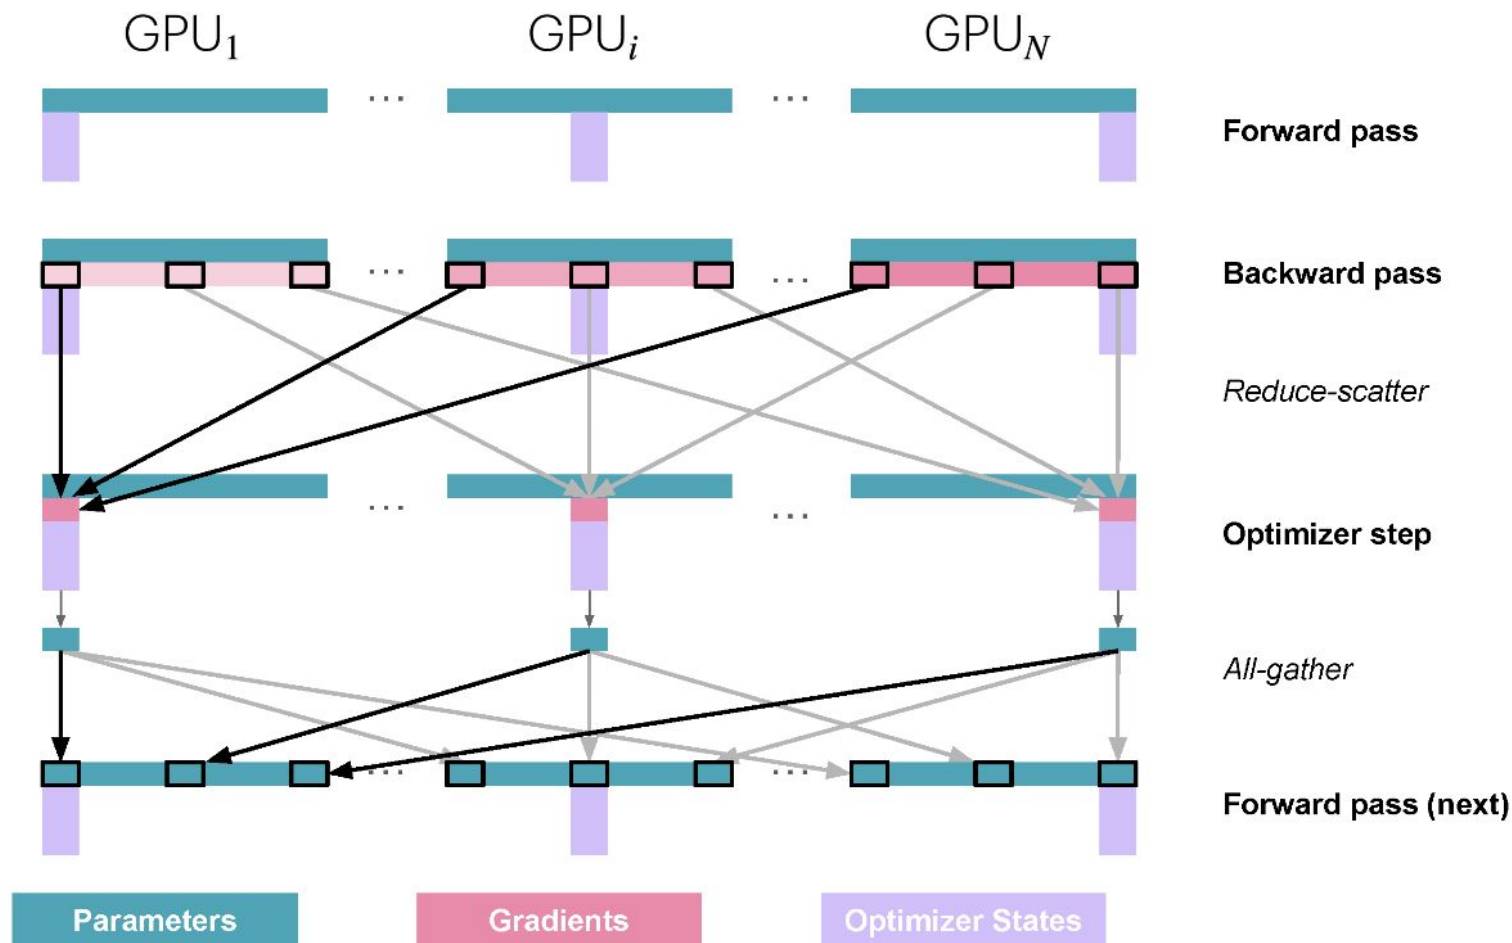 GPU₁ GPUᵢ GPU_N
... ...
Forward pass
... ...
Backward pass
Reduce-scatter
... ...
Optimizer step
All-gather
... ...
Forward pass (next)
Parameters Gradients Optimizer States